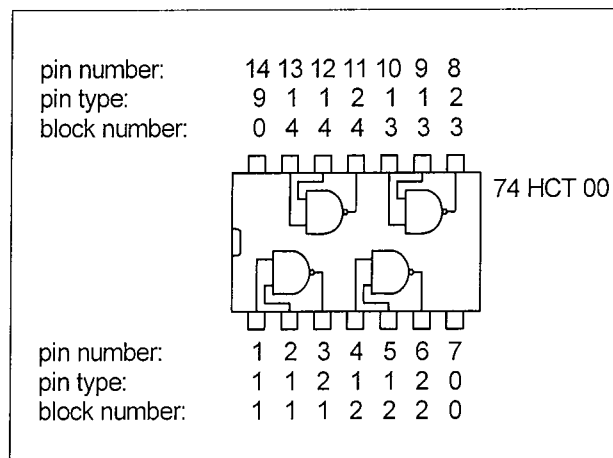 pin number: 14 13 12 11 10 9 8
pin type: 9 1 1 2 1 1 2
block number: 0 4 4 4 3 3 3
74 HCT 00
pin number: 1 2 3 4 5 6 7
pin type: 1 1 2 1 1 2 0
block number: 1 1 1 2 2 2 0